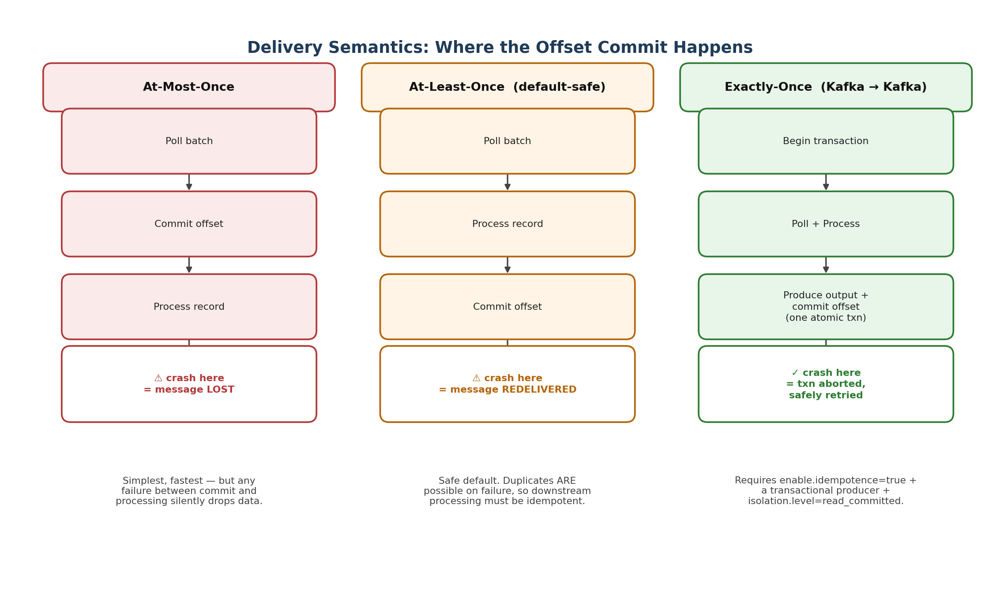 Delivery Semantics: Where the Offset Commit Happens
At-Most-Once
Poll batch
Commit offset
Process record
⚠ crash here
= message LOST
Simplest, fastest — but any
failure between commit and
processing silently drops data.
At-Least-Once (default-safe)
Poll batch
Process record
Commit offset
⚠ crash here
= message REDELIVERED
Safe default. Duplicates ARE
possible on failure, so downstream
processing must be idempotent.
Exactly-Once (Kafka → Kafka)
Begin transaction
Poll + Process
Produce output +
commit offset
(one atomic txn)
✓ crash here
= txn aborted,
safely retried
Requires enable.idempotence=true +
a transactional producer +
isolation.level=read_committed.